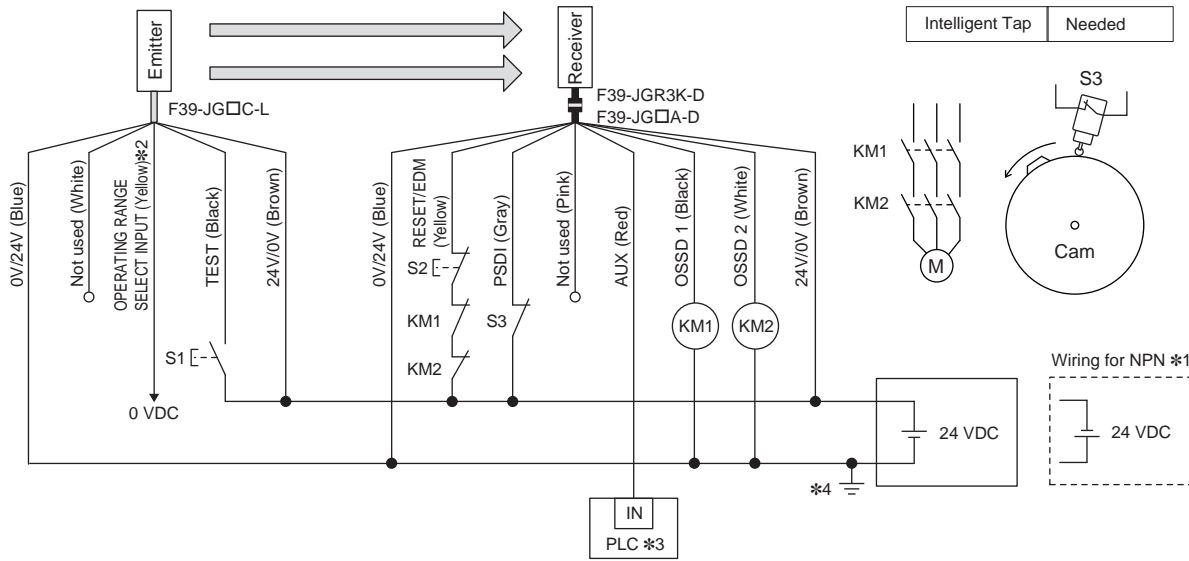 Emitter
Receiver
Intelligent Tap Needed
F39-JG□C-L
F39-JGR3K-D
F39-JG□A-D
S3
0V/24V (Blue)
Not used (White)
OPERATING RANGE
SELECT INPUT (Yellow)✱2
TEST (Black)
24V/0V (Brown)
0V/24V (Blue)
RESET/EDM
(Yellow)
PSDI (Gray)
Not used (Pink)
AUX (Red)
OSSD 1 (Black)
OSSD 2 (White)
24V/0V (Brown)
KM1
KM2
M
Cam
S2
KM1
S3
KM1
KM2
KM2
S1
0 VDC
24 VDC
Wiring for NPN ✱1
24 VDC
✱4
IN
PLC ✱3